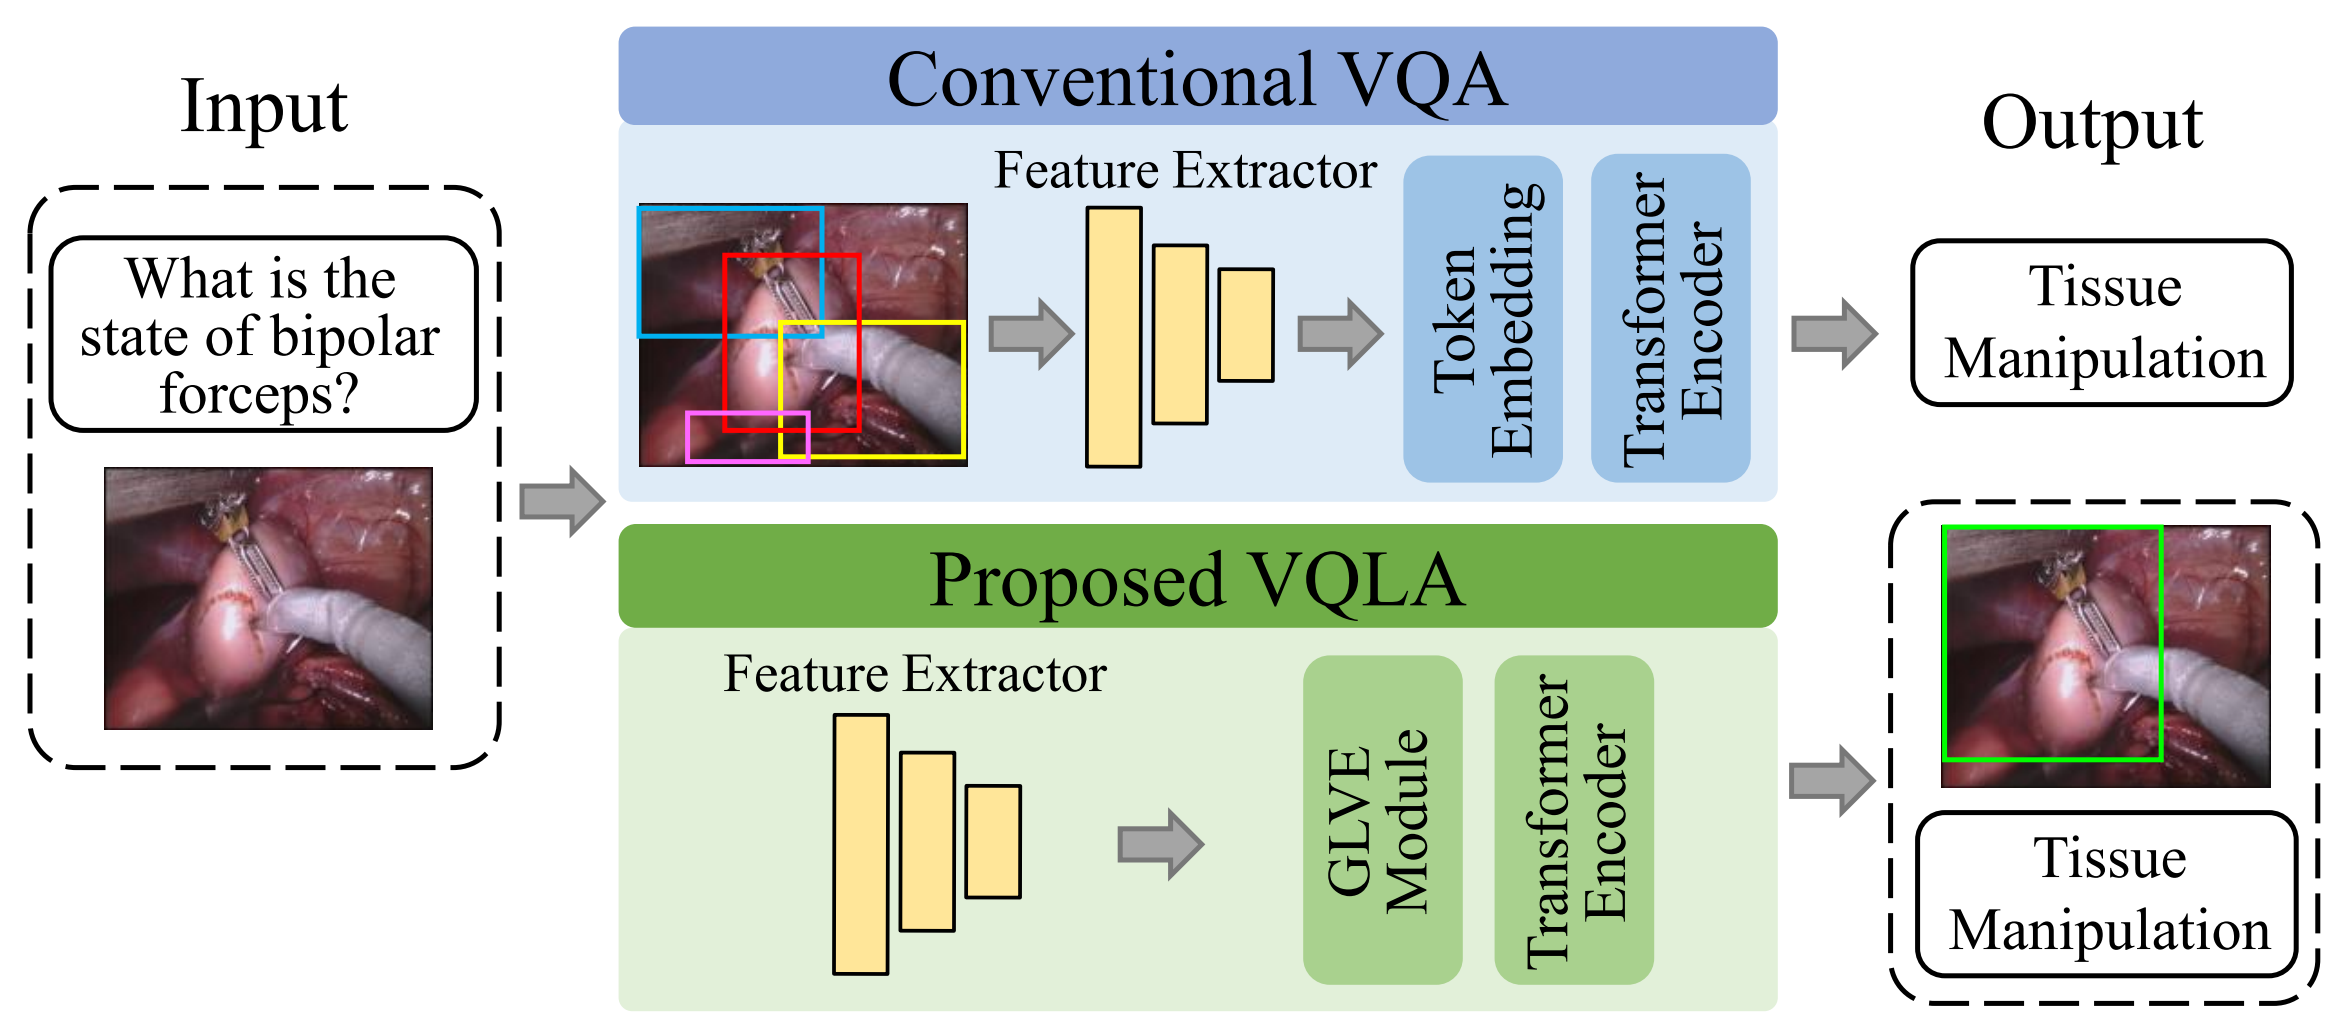 Input
What is the
state of bipolar
forceps?
Conventional VQA
Feature Extractor
Token
Embedding
Transformer
Encoder
Proposed VQLA
Feature Extractor
GLVE
Module
Transformer
Encoder
Output
Tissue
Manipulation
Tissue
Manipulation